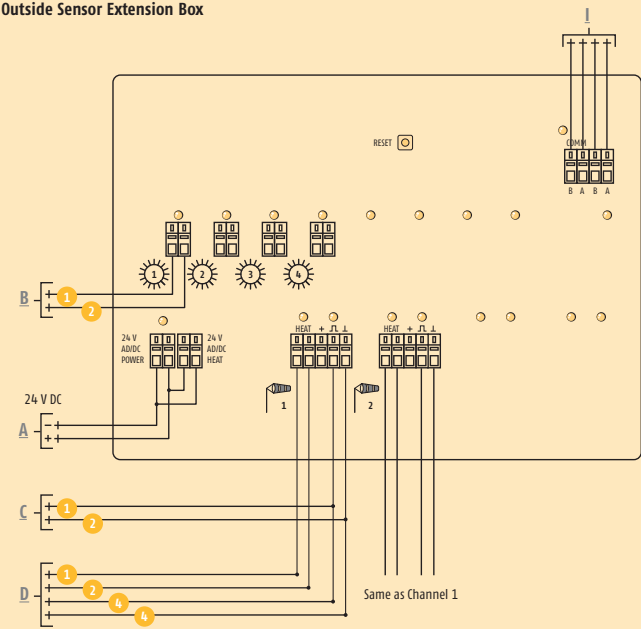 Outside Sensor Extension Box
I
RESET
COMM
B A B A
1 2 3 4
B
1
2
24 V
AD/DC
POWER
24 V
AD/DC
HEAT
HEAT + ⎍ ⊥
HEAT + ⎍ ⊥
1
2
24 V DC
A
− +
+ +
C
+ 1
+ 2
D
+ 1
+ 2
+ 4
+ 4
Same as Channel 1